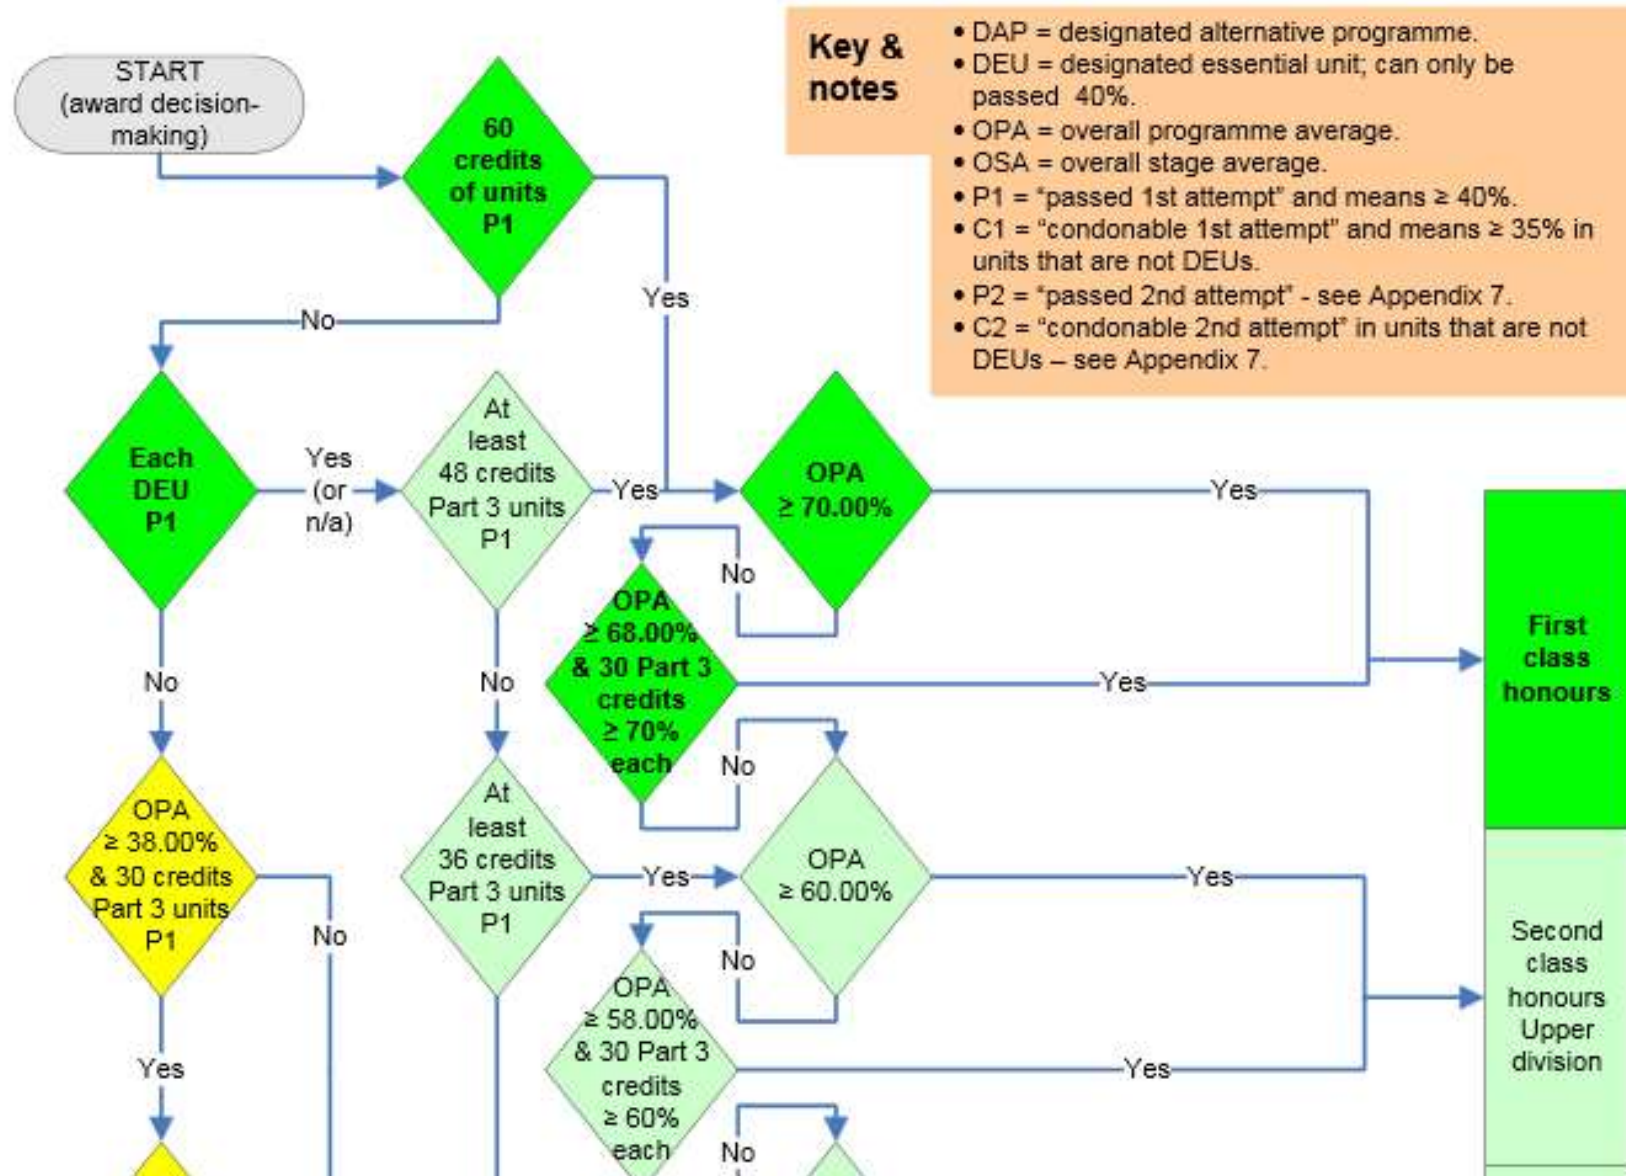 START
(award decision-
making)
60
credits
of units
P1
Key &
notes
• DAP = designated alternative programme.
• DEU = designated essential unit; can only be
passed 40%.
• OPA = overall programme average.
• OSA = overall stage average.
• P1 = “passed 1st attempt” and means ≥ 40%.
• C1 = “condonable 1st attempt” and means ≥ 35% in
units that are not DEUs.
• P2 = “passed 2nd attempt” - see Appendix 7.
• C2 = “condonable 2nd attempt” in units that are not
DEUs – see Appendix 7.
Yes
No
Each
DEU
P1
Yes
(or
n/a)
At
least
48 credits
Part 3 units
P1
Yes
OPA
≥ 70.00%
Yes
No
OPA
≥ 68.00%
& 30 Part 3
credits
≥ 70%
each
Yes
First
class
honours
No
No
No
OPA
≥ 38.00%
& 30 credits
Part 3 units
P1
No
At
least
36 credits
Part 3 units
P1
Yes
OPA
≥ 60.00%
Yes
No
OPA
≥ 58.00%
& 30 Part 3
credits
≥ 60%
each
Yes
Second
class
honours
Upper
division
Yes
No